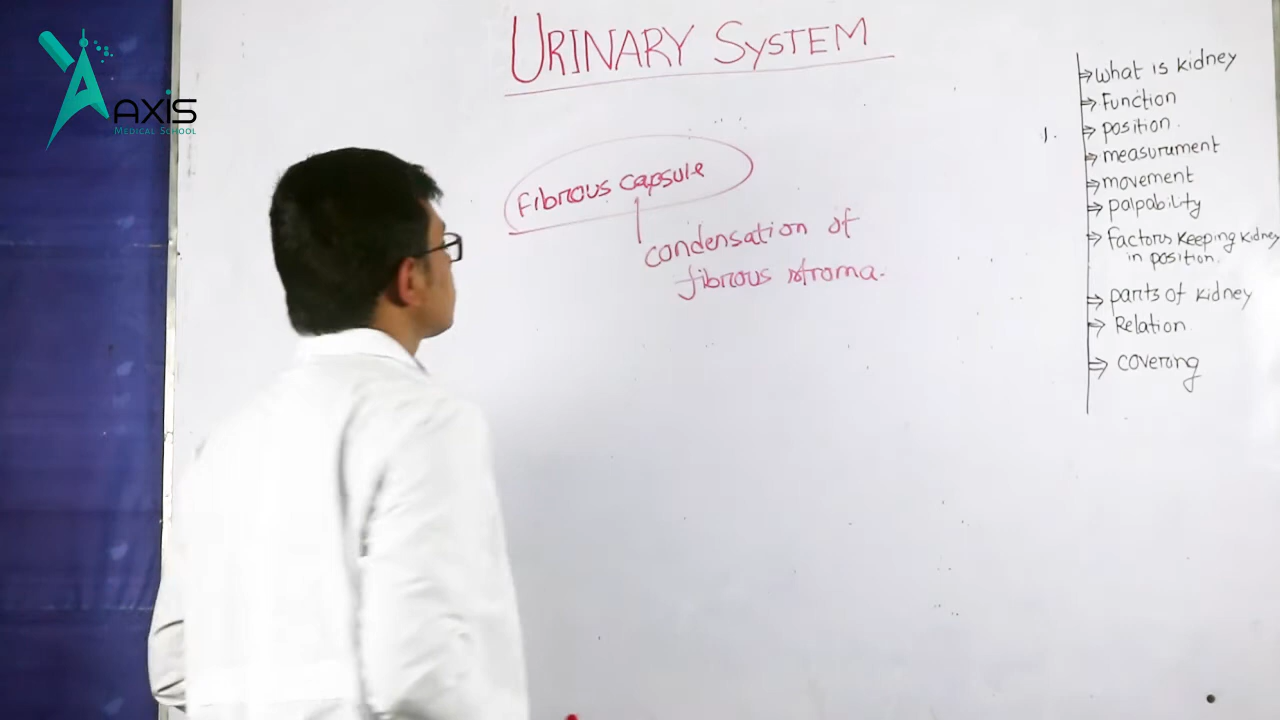 AXIS
MEDICAL SCHOOL
URINARY SYSTEM
Fibrous capsule
condensation of
fibrous stroma.
1.
⇒ what is kidney
⇒ Function
⇒ position.
⇒ measurument
⇒ movement
⇒ palpability
⇒ Factors keeping kidney
in position.
⇒ parts of kidney
⇒ Relation
⇒ coverong